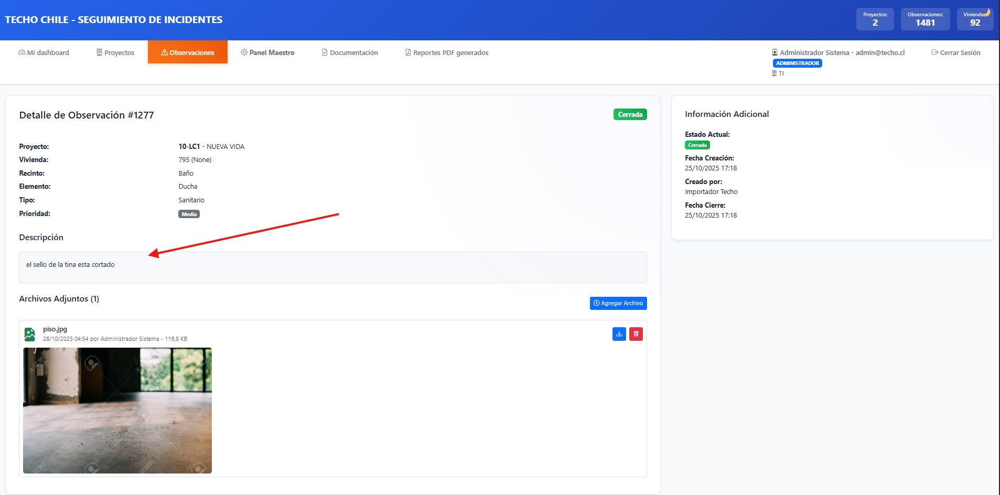 TECHO CHILE - SEGUIMIENTO DE INCIDENTES
Proyectos:
2
Observaciones:
1481
92
Mi dashboard
Proyectos
Observaciones
Panel Maestro
Documentación
Reportes PDF generados
Administrador Sistema - admin@techo.cl
ADMINISTRADOR
TI
Cerrar Sesión
Detalle de Observación #1277
Cerrada
Proyecto: 10-LC1 - NUEVA VIDA
Vivienda: 795 (None)
Recinto: Baño
Elemento: Ducha
Tipo: Sanitario
Prioridad: Media
Descripción
el sello de la tina esta cortado
Archivos Adjuntos (1)
Agregar Archivo
piso.jpg
28/10/2025 04:54 por Administrador Sistema - 119,8 KB
123RF
123RF
123RF
123RF
123RF
Información Adicional
Estado Actual:
Cerrada
Fecha Creación:
25/10/2025 17:18
Creado por:
Importador Techo
Fecha Cierre:
25/10/2025 17:18